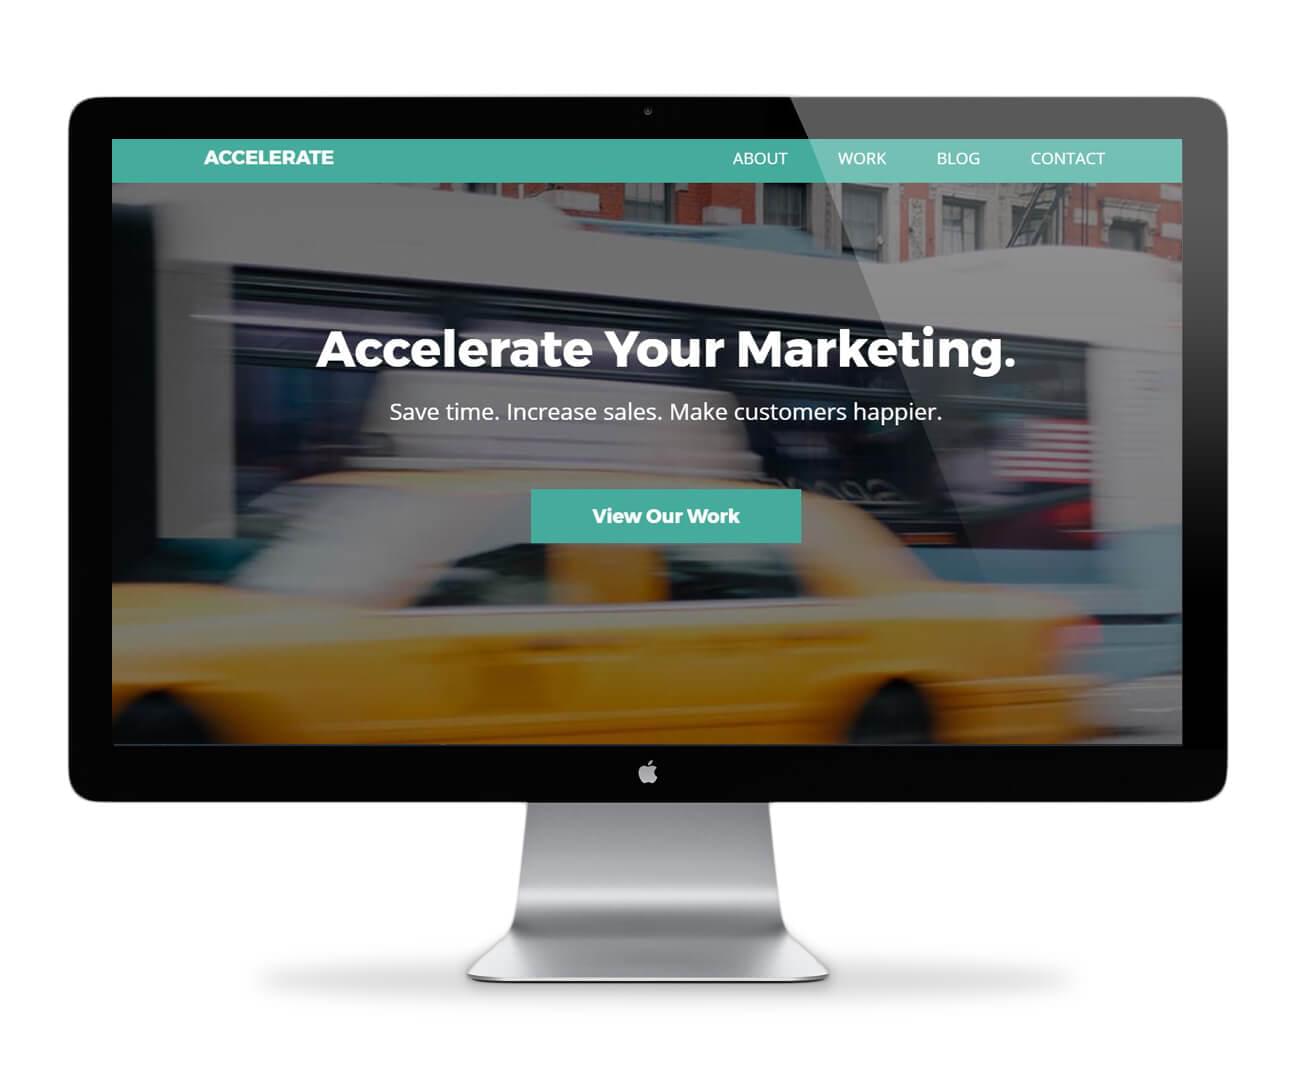 ACCELERATE ABOUT WORK BLOG CONTACT
Accelerate Your Marketing.
Save time. Increase sales. Make customers happier.
View Our Work